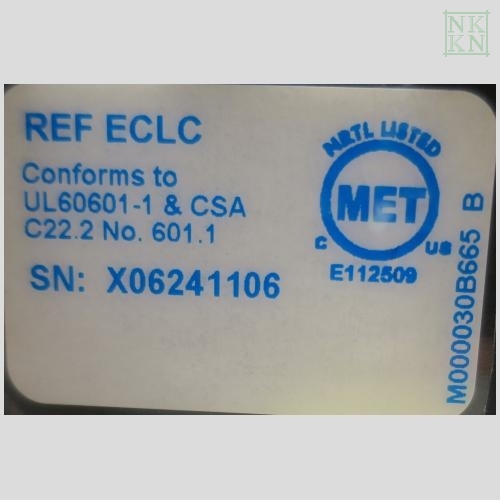 NK
KN
REF ECLC
Conforms to
UL60601-1 & CSA
C22.2 No. 601.1
SN: X06241106
NRTL LISTED
MET
C US
E112509
M000030B665 B